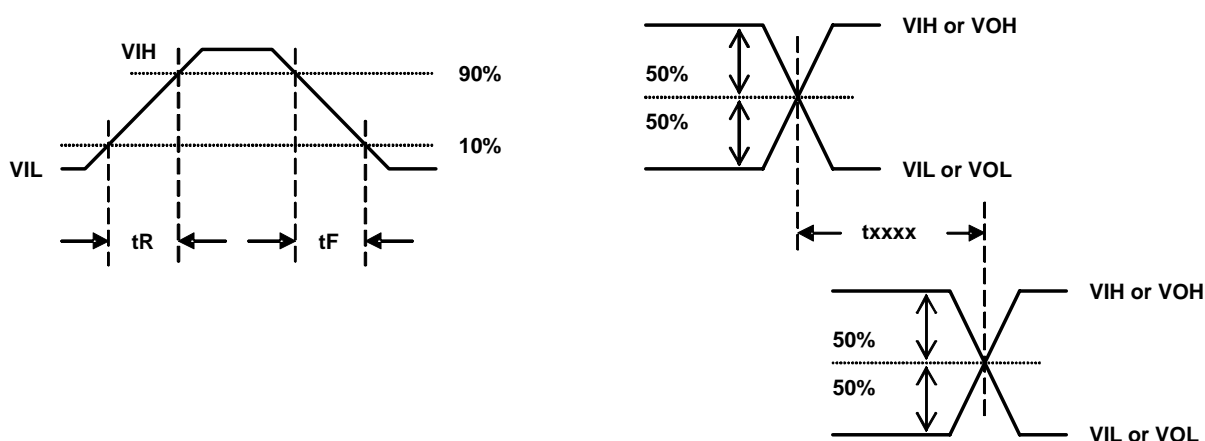 VIH
90%
10%
VIL
tR
tF
VIH or VOH
50%
50%
VIL or VOL
txxxx
VIH or VOH
50%
50%
VIL or VOL